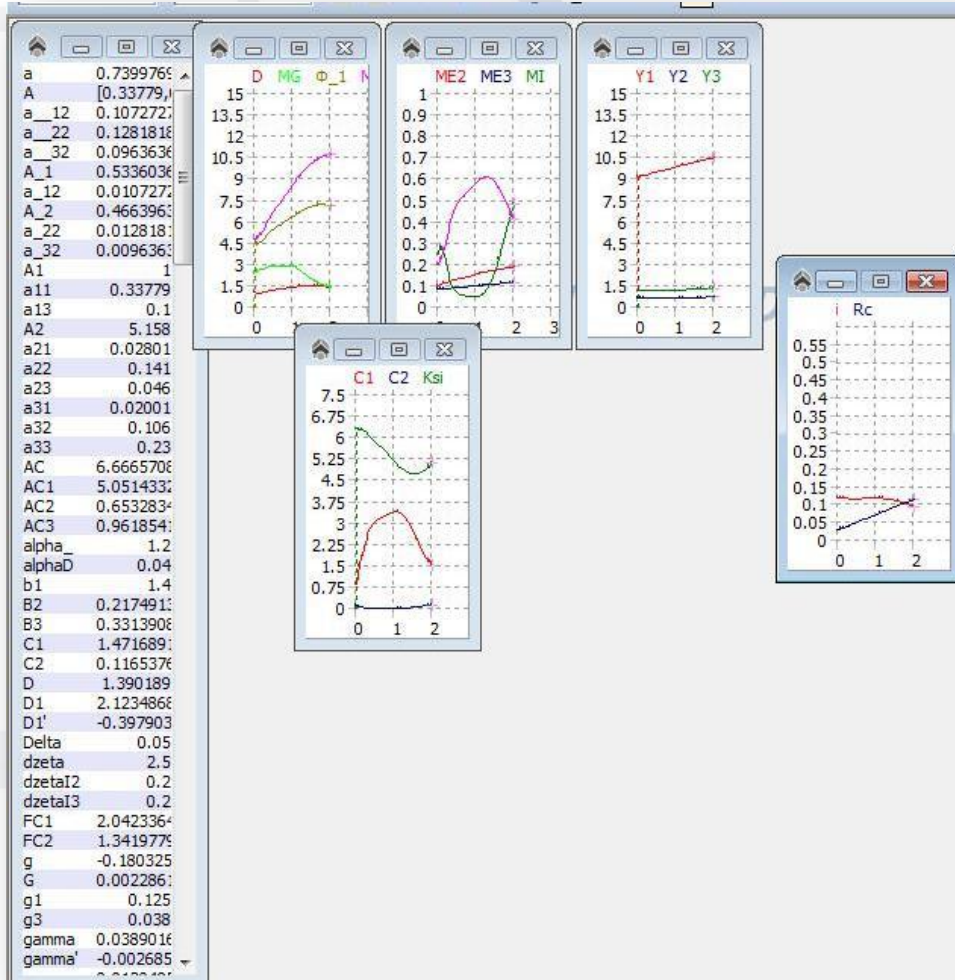 a 0.7399769
A [0.33779,
a__12 0.1072727
a__22 0.1281818
a__32 0.0963636
A_1 0.5336036
a_12 0.0107272
A_2 0.4663963
a_22 0.0128181
a_32 0.0096363
A1 1
a11 0.33779
a13 0.1
A2 5.158
a21 0.02801
a22 0.141
a23 0.046
a31 0.02001
a32 0.106
a33 0.23
AC 6.6665708
AC1 5.0514332
AC2 0.6532834
AC3 0.9618541
alpha_ 1.2
alphaD 0.04
b1 1.4
B2 0.2174913
B3 0.3313908
C1 1.4716891
C2 0.1165376
D 1.390189
D1 2.1234868
D1' -0.397903
Delta 0.05
dzeta 2.5
dzetaI2 0.2
dzetaI3 0.2
FC1 2.0423364
FC2 1.3419779
g -0.180325
G 0.0022861
g1 0.125
g3 0.038
gamma 0.0389016
gamma' -0.002685
D MG Φ_1
15
13.5
12
10.5
9
7.5
6
4.5
3
1.5
0
0 1 2
ME2 ME3 MI
1
0.9
0.8
0.7
0.6
0.5
0.4
0.3
0.2
0.1
0
0 1 2 3
Y1 Y2 Y3
15
13.5
12
10.5
9
7.5
6
4.5
3
1.5
0
0 1 2
C1 C2 Ksi
7.5
6.75
6
5.25
4.5
3.75
3
2.25
1.5
0.75
0
0 1 2
i Rc
0.55
0.5
0.45
0.4
0.35
0.3
0.25
0.2
0.15
0.1
0.05
0
0 1 2